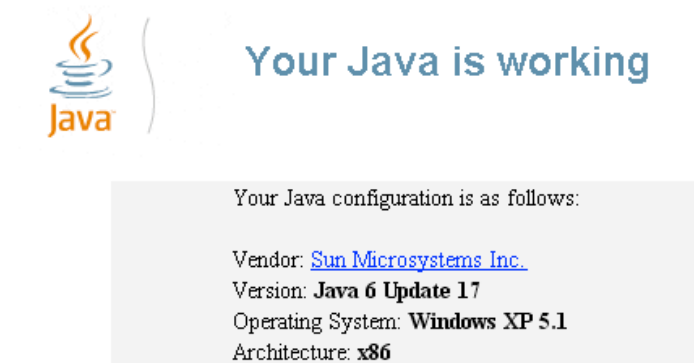 Java
Your Java is working
Your Java configuration is as follows:
Vendor: Sun Microsystems Inc.
Version: Java 6 Update 17
Operating System: Windows XP 5.1
Architecture: x86